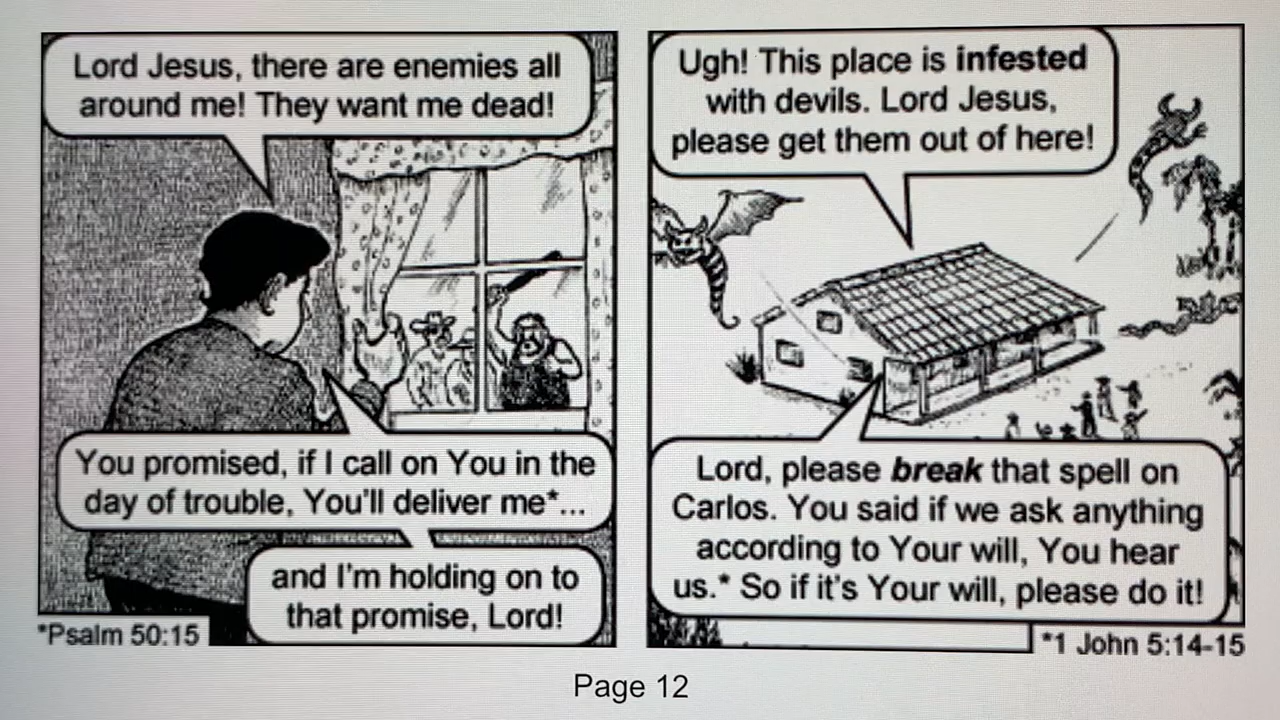 Lord Jesus, there are enemies all
around me! They want me dead!
You promised, if I call on You in the
day of trouble, You'll deliver me*...
and I'm holding on to
that promise, Lord!
*Psalm 50:15
Ugh! This place is infested
with devils. Lord Jesus,
please get them out of here!
Lord, please break that spell on
Carlos. You said if we ask anything
according to Your will, You hear
us.* So if it's Your will, please do it!
*1 John 5:14-15
Page 12